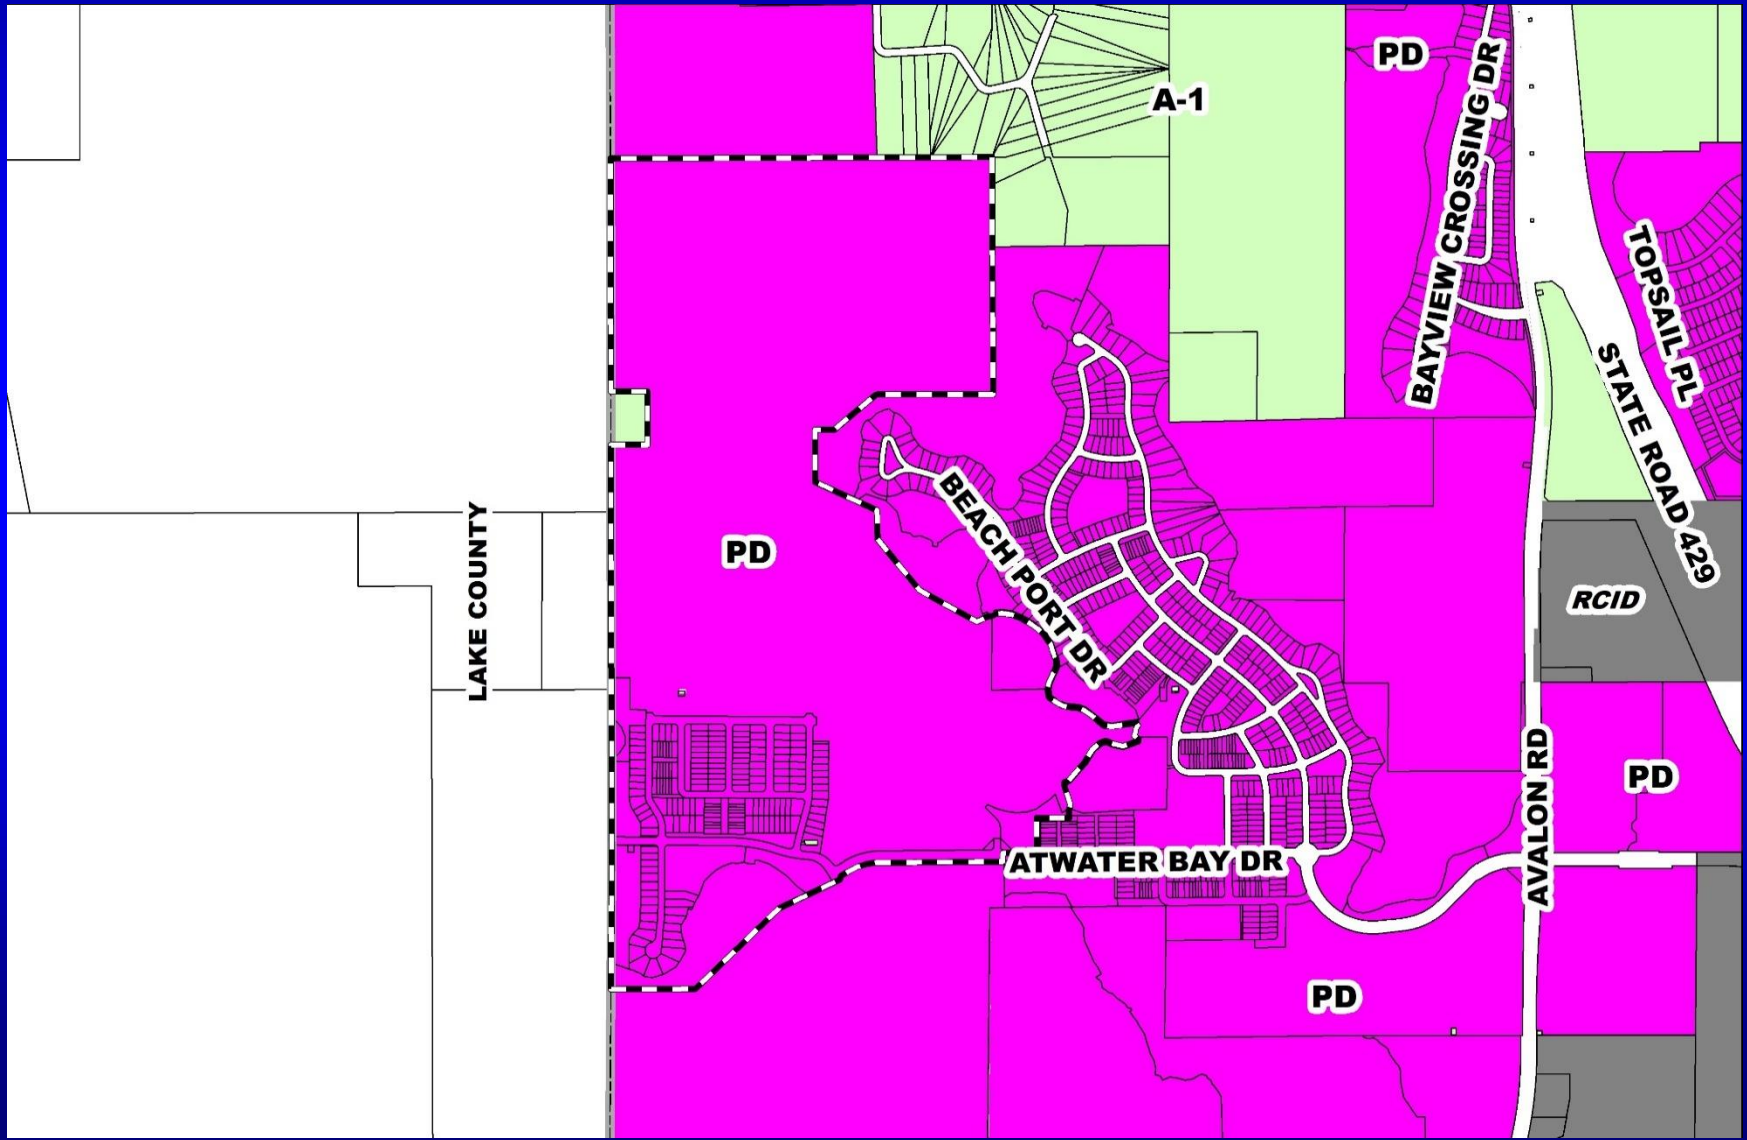 PD
A-1
BAYVIEW CROSSING DR
TOPSAIL PL
STATE ROAD 429
BEACH PORT DR
PD
LAKE COUNTY
RCID
AVALON RD
PD
ATWATER BAY DR
PD